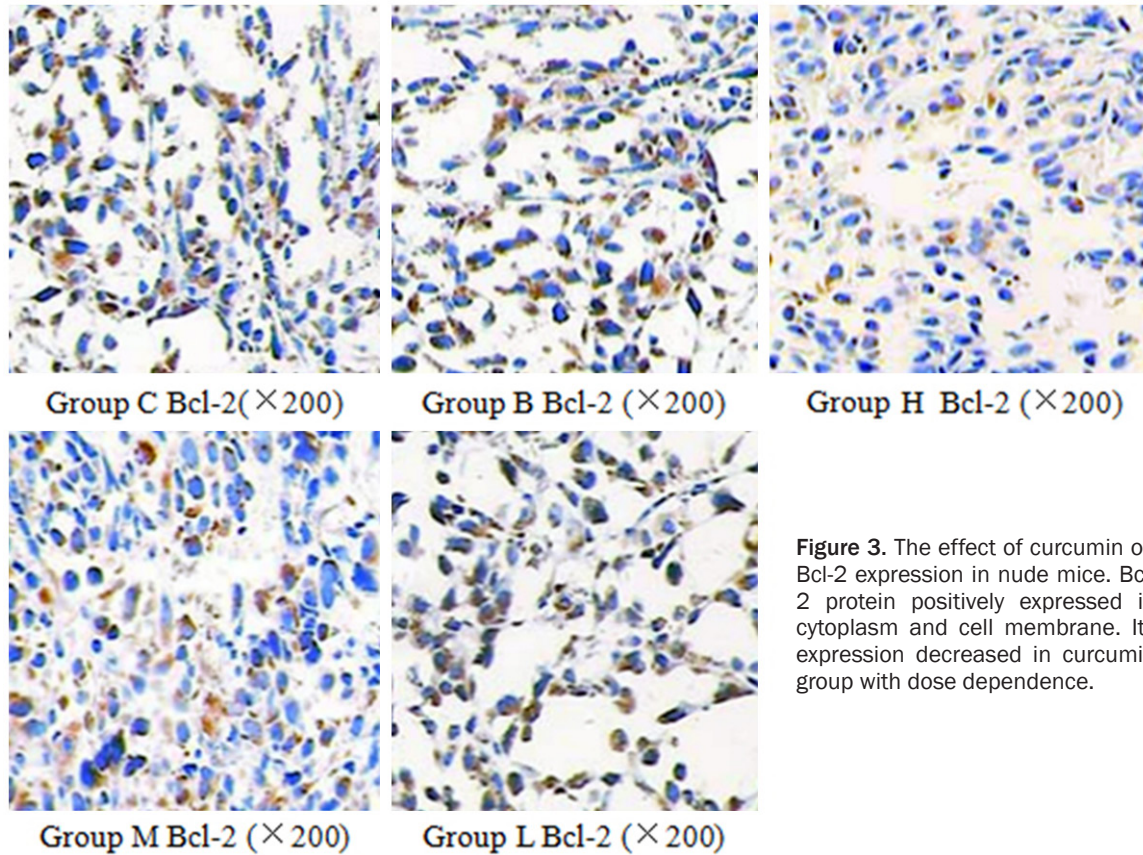 Group C Bcl-2(×200)
Group B Bcl-2 (×200)
Group H Bcl-2 (×200)
Group M Bcl-2 (×200)
Group L Bcl-2 (×200)
Figure 3. The effect of curcumin o
Bcl-2 expression in nude mice. Bc
2 protein positively expressed i
cytoplasm and cell membrane. It
expression decreased in curcumi
group with dose dependence.